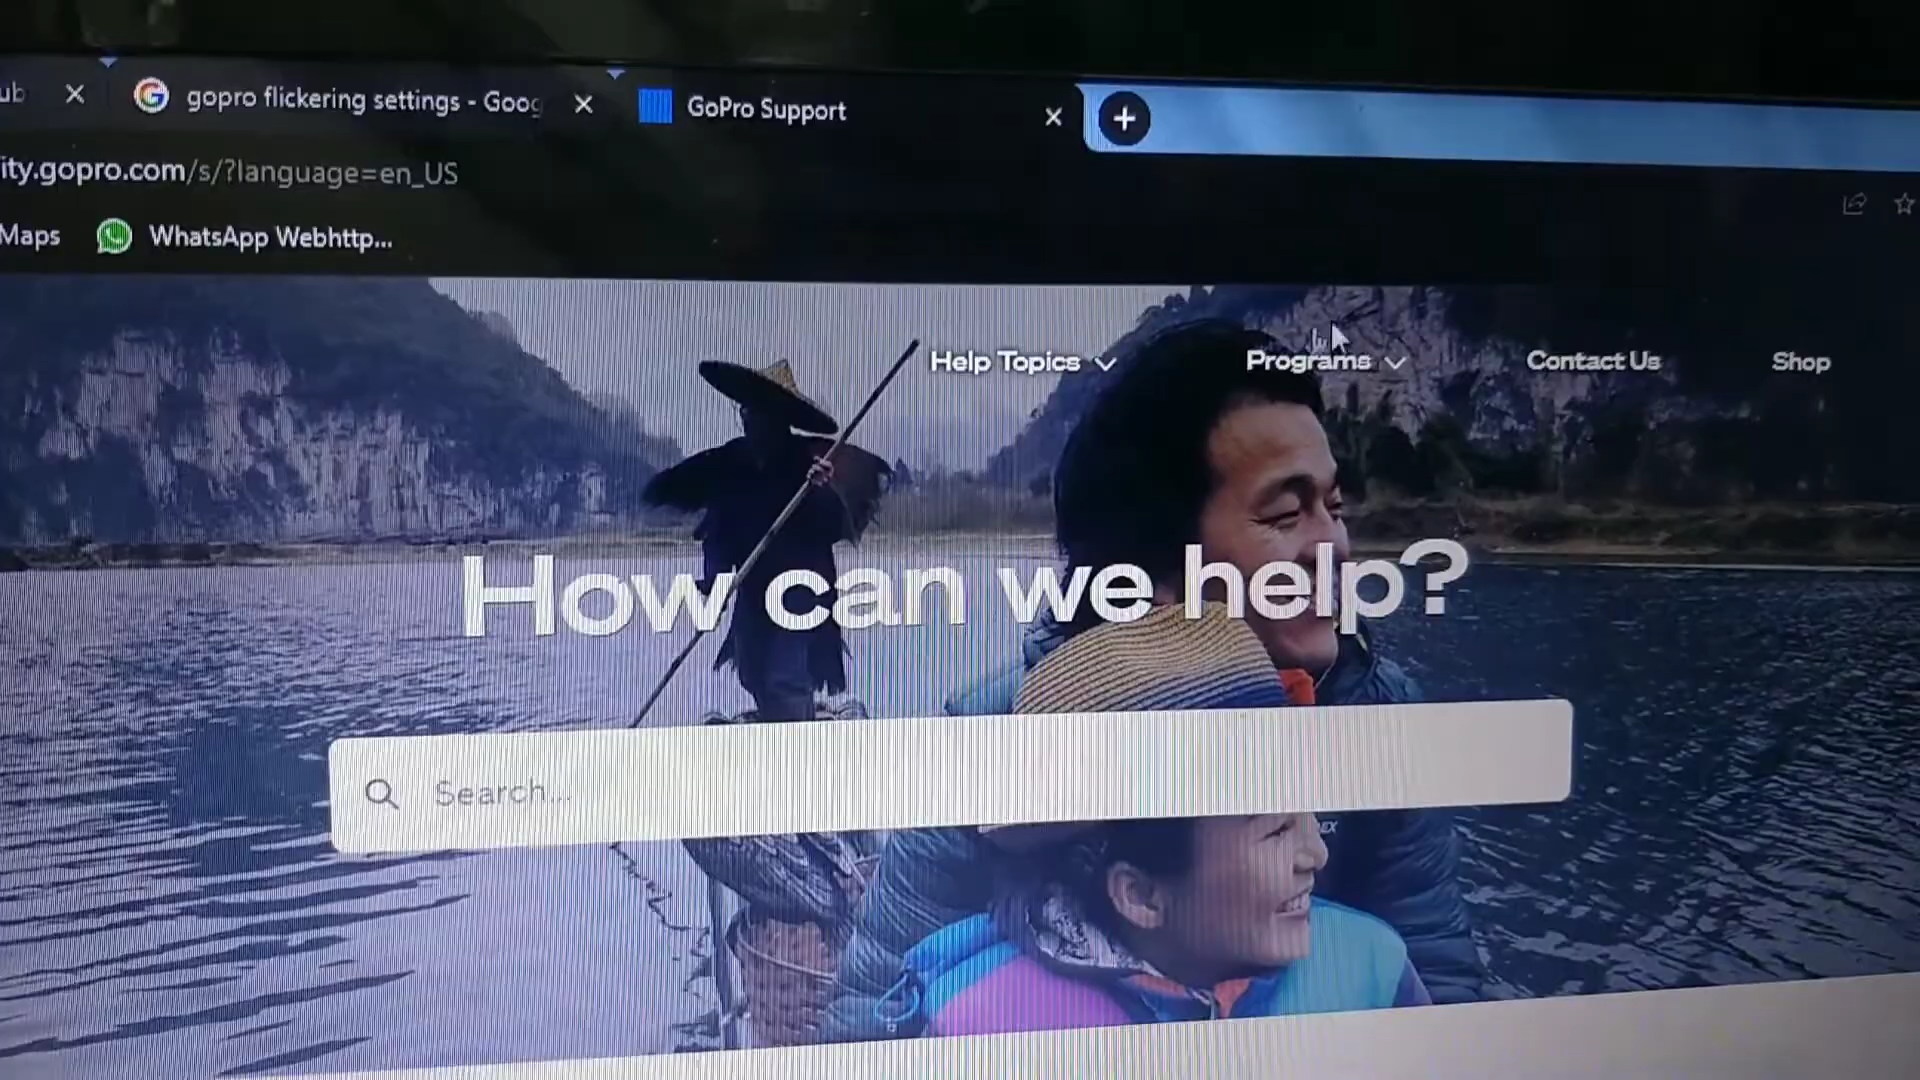 ub
gopro flickering settings - Goog
GoPro Support
ity.gopro.com/s/?language=en_US
Maps
WhatsApp Webhttp...
Help Topics
Programs
Contact Us
Shop
How can we help?
Search...